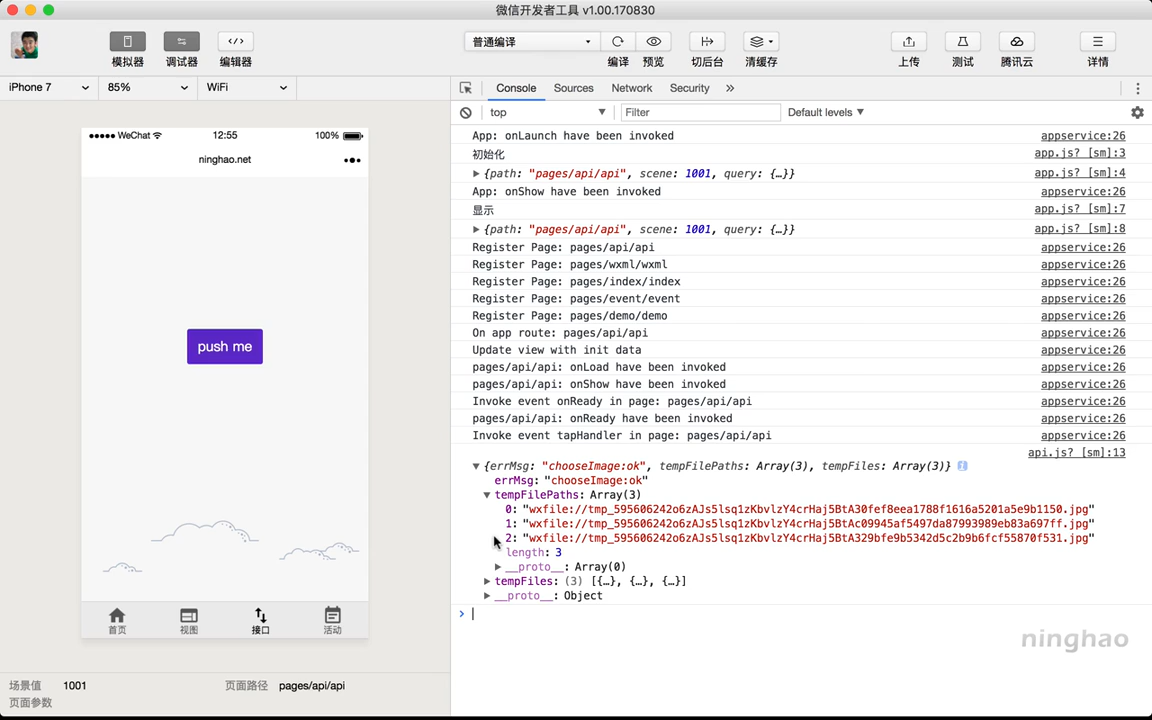 微信开发者工具 v1.00.170830
模拟器 调试器 编辑器
普通编译
编译 预览 切后台 清缓存
上传 测试 腾讯云 详情
iPhone 7 85% WiFi
Console Sources Network Security »
top Filter Default levels
WeChat 12:55 100%
ninghao.net
push me
首页 视图 接口 活动
场景值 1001 页面路径 pages/api/api
页面参数
App: onLaunch have been invoked appservice:26
初始化 app.js? [sm]:3
{path: "pages/api/api", scene: 1001, query: {…}} app.js? [sm]:4
App: onShow have been invoked appservice:26
显示 app.js? [sm]:7
{path: "pages/api/api", scene: 1001, query: {…}} app.js? [sm]:8
Register Page: pages/api/api appservice:26
Register Page: pages/wxml/wxml appservice:26
Register Page: pages/index/index appservice:26
Register Page: pages/event/event appservice:26
Register Page: pages/demo/demo appservice:26
On app route: pages/api/api appservice:26
Update view with init data appservice:26
pages/api/api: onLoad have been invoked appservice:26
pages/api/api: onShow have been invoked appservice:26
Invoke event onReady in page: pages/api/api appservice:26
pages/api/api: onReady have been invoked appservice:26
Invoke event tapHandler in page: pages/api/api appservice:26
api.js? [sm]:13
{errMsg: "chooseImage:ok", tempFilePaths: Array(3), tempFiles: Array(3)}
errMsg: "chooseImage:ok"
tempFilePaths: Array(3)
0: "wxfile://tmp_595606242o6zAJs5lsq1zKbvlzY4crHaj5BtA30fef8eea1788f1616a5201a5e9b1150.jpg"
1: "wxfile://tmp_595606242o6zAJs5lsq1zKbvlzY4crHaj5BtAc09945af5497da87993989eb83a697ff.jpg"
2: "wxfile://tmp_595606242o6zAJs5lsq1zKbvlzY4crHaj5BtA329bfe9b5342d5c2b9b6fcf55870f531.jpg"
length: 3
__proto__: Array(0)
tempFiles: (3) [{…}, {…}, {…}]
__proto__: Object
ninghao